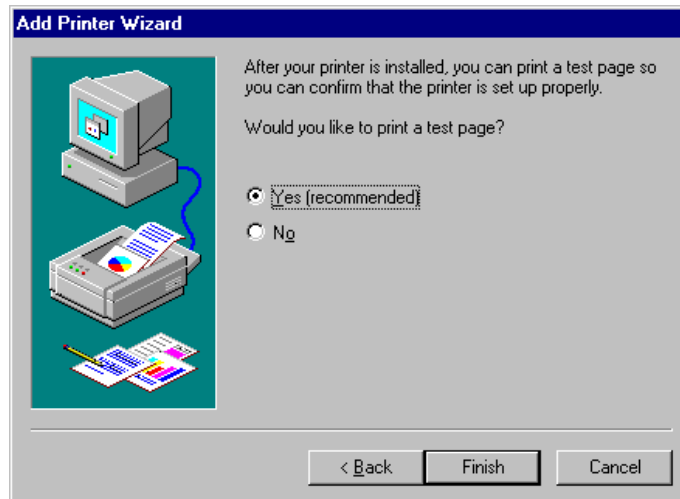 Add Printer Wizard
After your printer is installed, you can print a test page so
you can confirm that the printer is set up properly.
Would you like to print a test page?
Yes (recommended)
No
< Back
Finish
Cancel